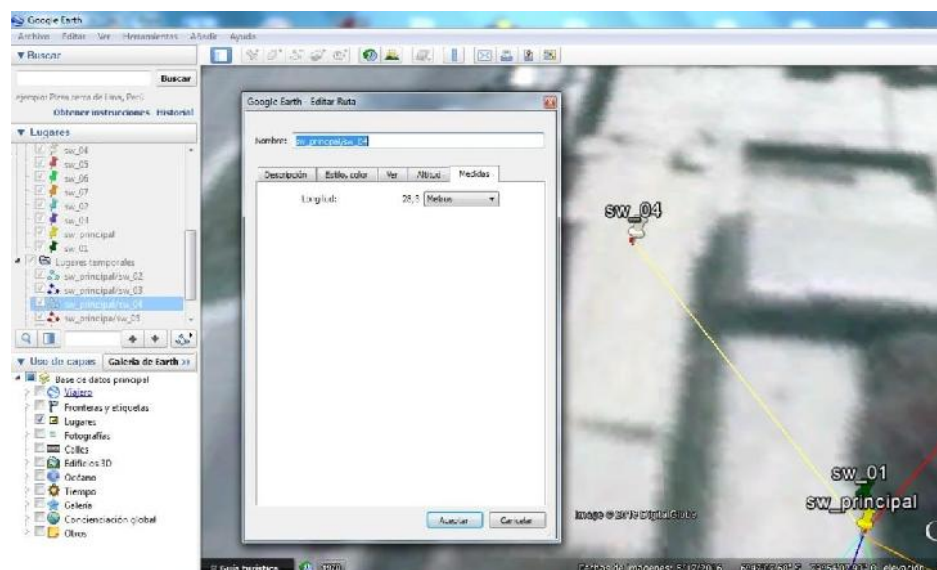 Google Earth
Archivo Editar Ver Herramientas Añadir Ayuda
Buscar
Buscar
Obtener instrucciones Historial
Lugares
sw_04
sw_05
sw_06
sw_07
sw_principal
sw_01
Lugares temporales
sw_principal/sw_02
sw_principal/sw_03
sw_principal/sw_04
Uso de capas Galería de Earth
Base de datos principal
Viajero
Fronteras y etiquetas
Lugares
Fotografías
Calles
Edificios 3D
Océano
Tiempo
Galería
Concienciación global
Otros
Google Earth - Editar Ruta
Nombre: sw_principal/sw_04
Descripción Estilo, color Ver Altitud Medidas
Longitud: Metros
Aceptar Cancelar
sw_04
sw_01
sw_principal
Guía turística